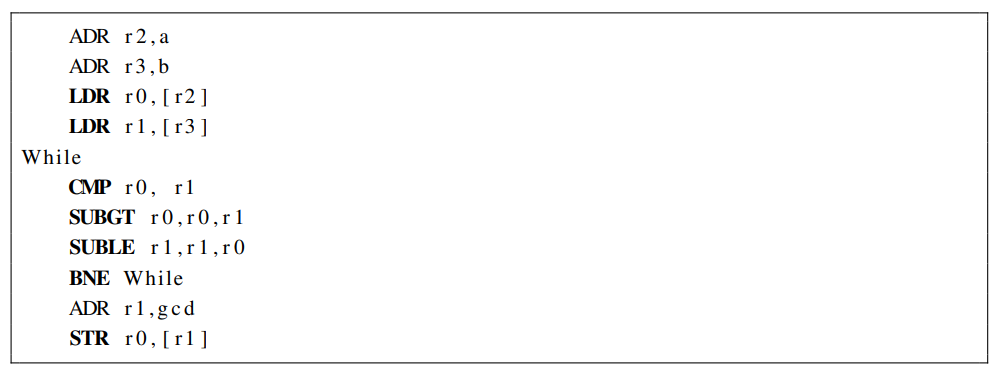 ADR r2,a
ADR r3,b
LDR r0,[r2]
LDR r1,[r3]
While
CMP r0, r1
SUBGT r0,r0,r1
SUBLE r1,r1,r0
BNE While
ADR r1,gcd
STR r0,[r1]